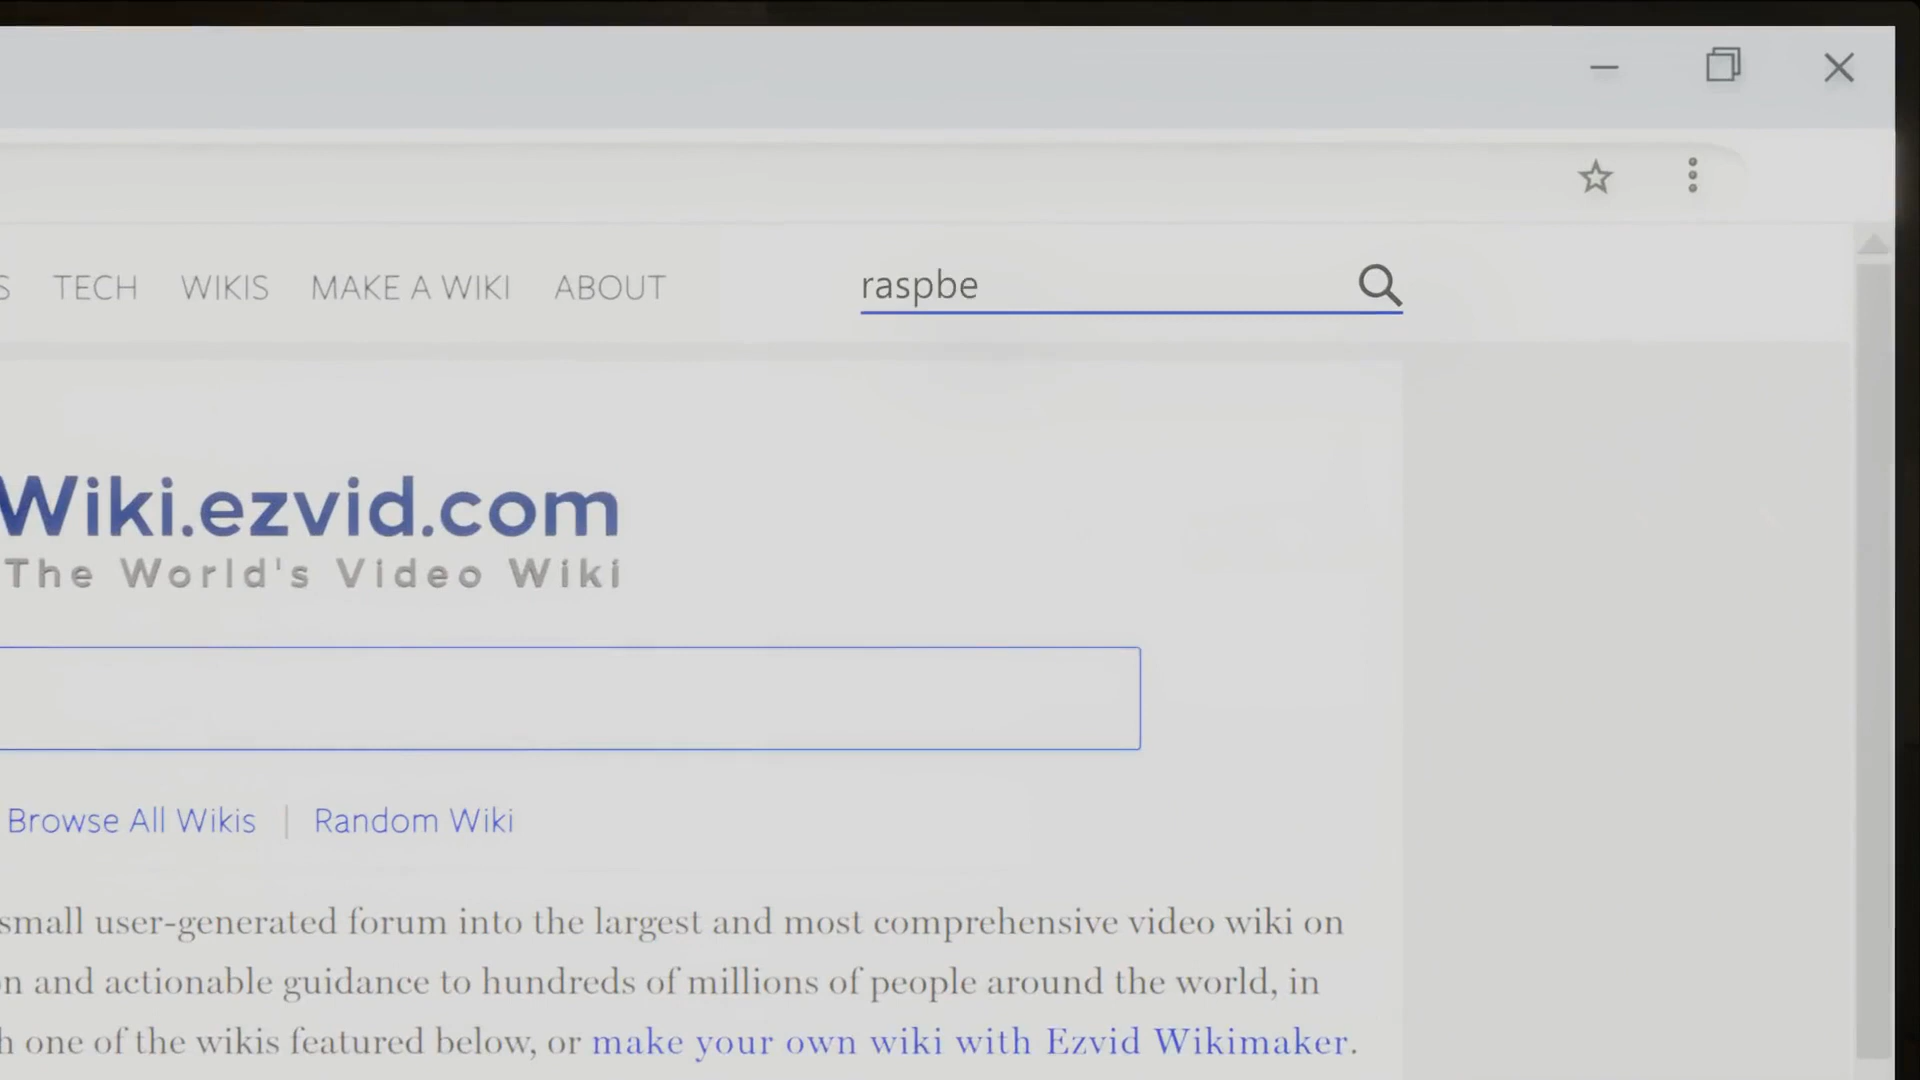 TECH WIKIS MAKE A WIKI ABOUT raspbe
Wiki.ezvid.com
The World's Video Wiki
Browse All Wikis | Random Wiki
small user-generated forum into the largest and most comprehensive video wiki on
and actionable guidance to hundreds of millions of people around the world, in
one of the wikis featured below, or make your own wiki with Ezvid Wikimaker.